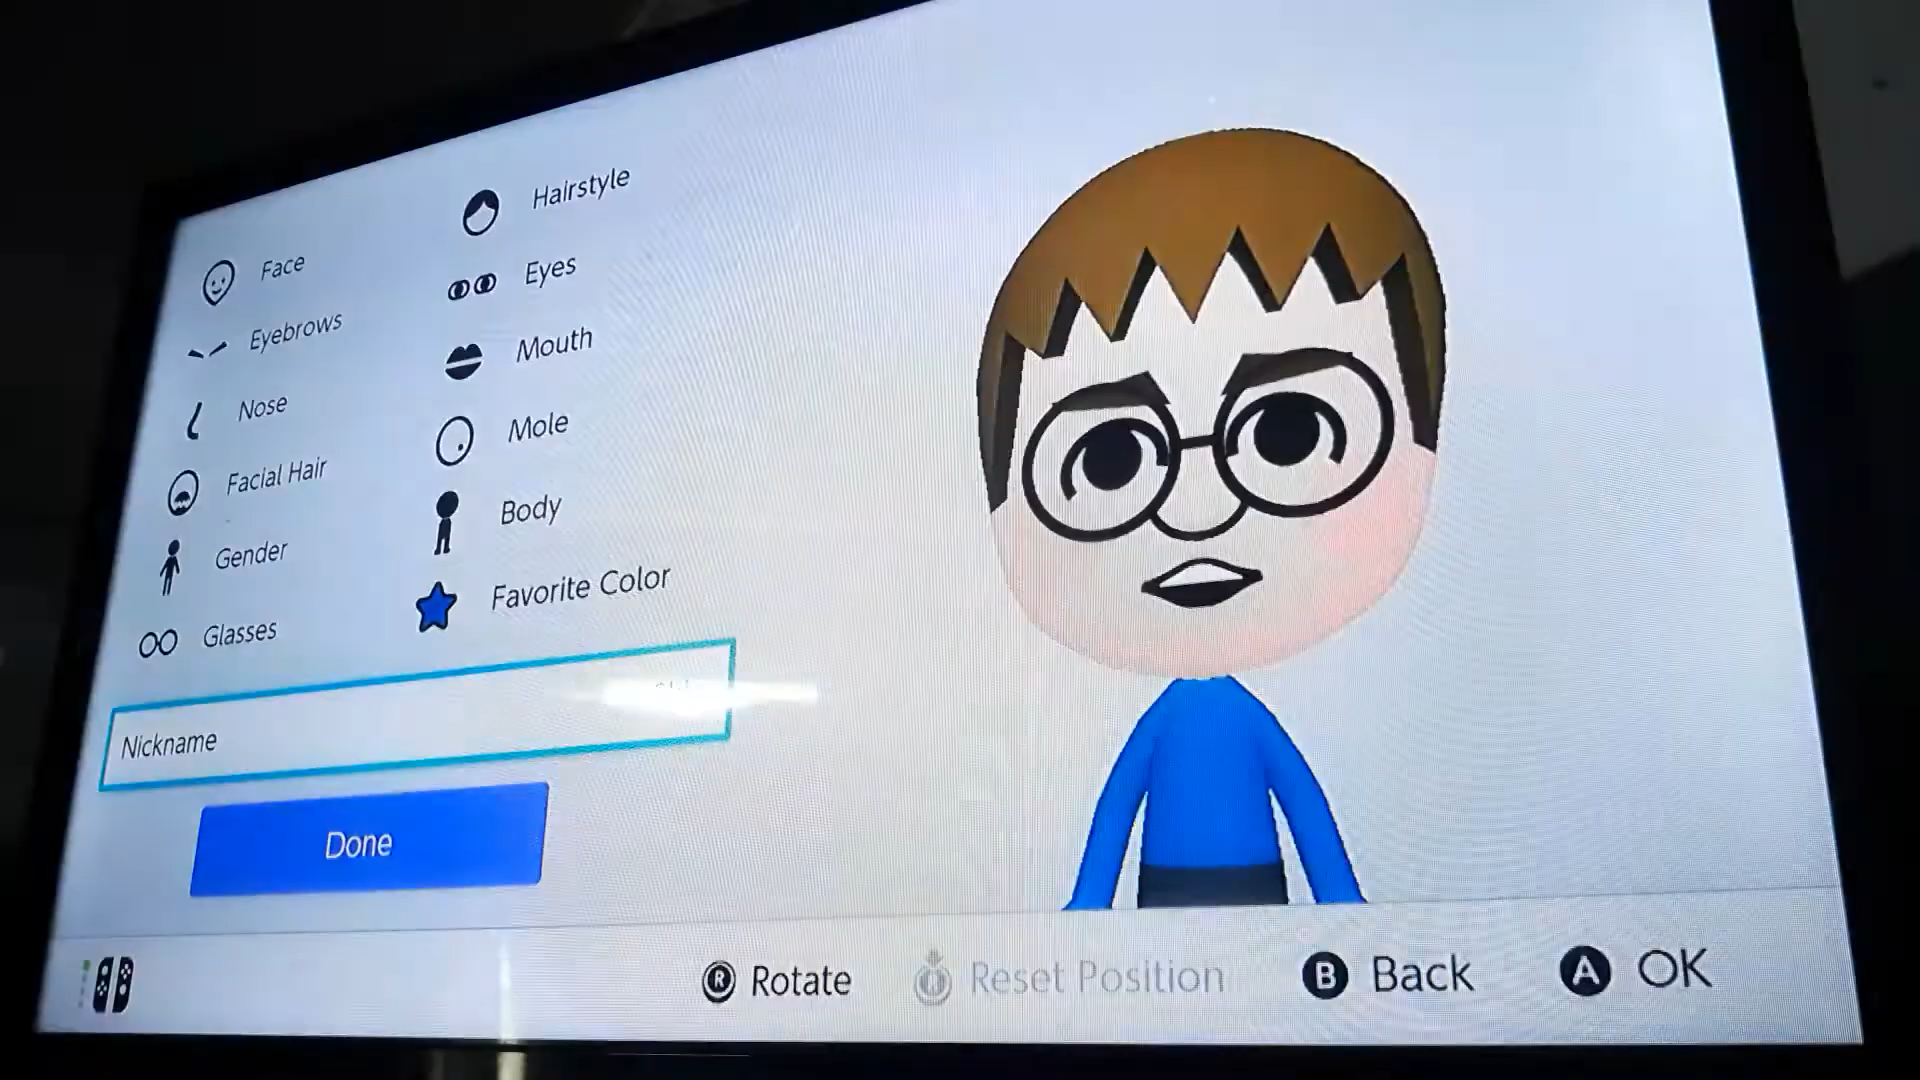 Face
Hairstyle
Eyebrows
Eyes
Nose
Mouth
Facial Hair
Mole
Gender
Body
Glasses
Favorite Color
Nickname
Done
R Rotate
R Reset Position
B Back
A OK